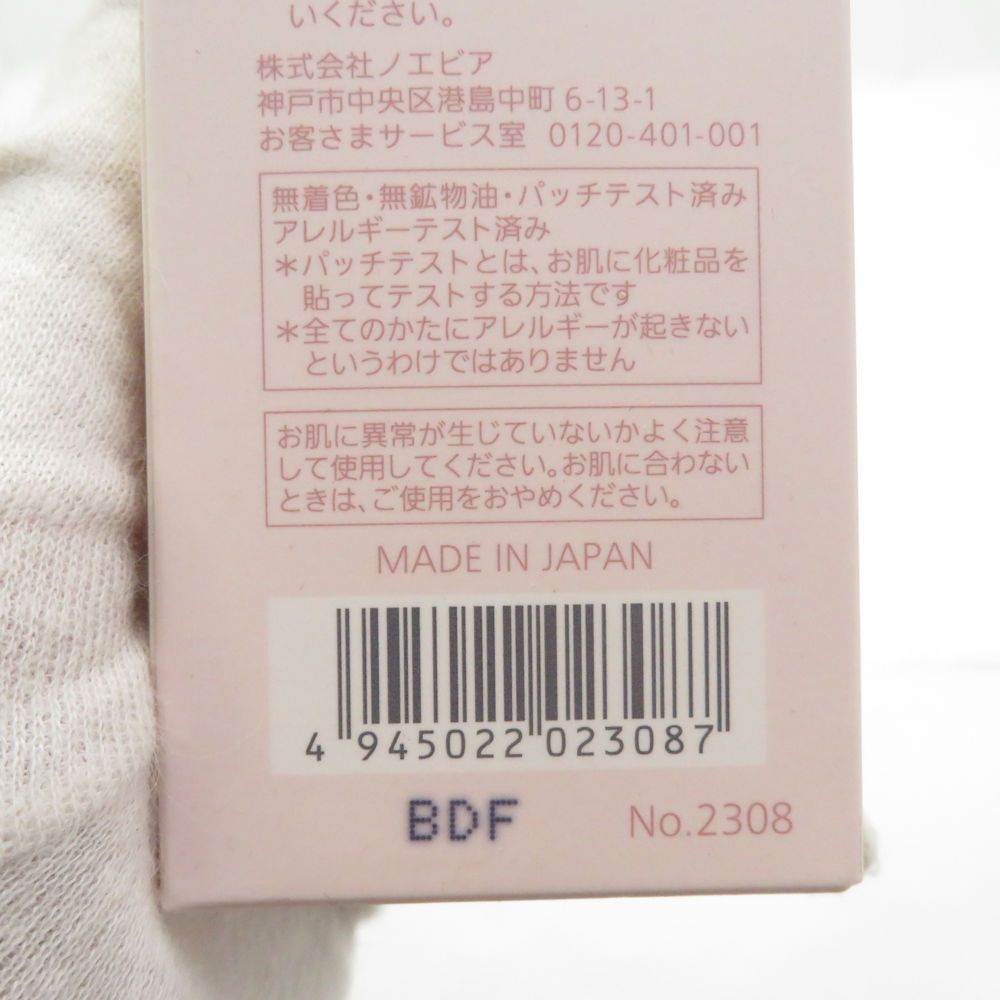 いください。
株式会社ノエビア
神戸市中央区港島中町 6-13-1
お客さまサービス室 0120-401-001
無着色・無鉱物油・パッチテスト済み
アレルギーテスト済み
＊パッチテストとは、お肌に化粧品を
貼ってテストする方法です
＊全てのかたにアレルギーが起きない
というわけではありません
お肌に異常が生じていないかよく注意
して使用してください。お肌に合わない
ときは、ご使用をおやめください。
MADE IN JAPAN
4 945022 023087
BDF
No.2308